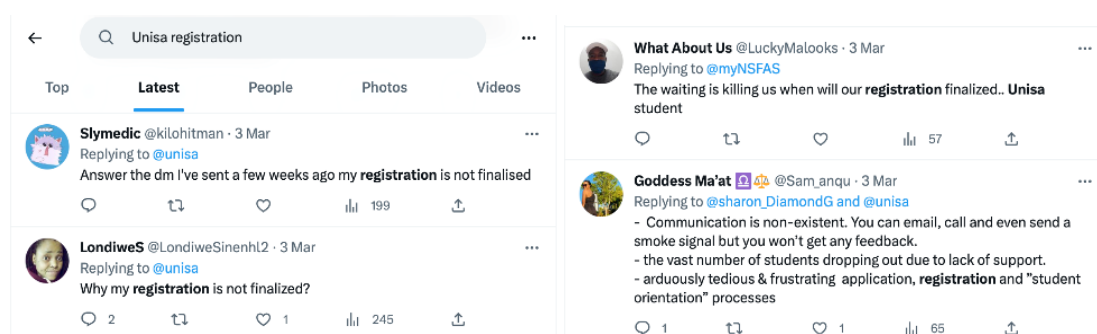 Unisa registration
Top Latest People Photos Videos
Slymedic @kilohitman · 3 Mar
Replying to @unisa
Answer the dm I've sent a few weeks ago my registration is not finalised
199
LondiweS @LondiweSinenhl2 · 3 Mar
Replying to @unisa
Why my registration is not finalized?
2 1 245
What About Us @LuckyMalooks · 3 Mar
Replying to @myNSFAS
The waiting is killing us when will our registration finalized.. Unisa
student
57
Goddess Ma'at ♎⚖️ @Sam_anqu · 3 Mar
Replying to @sharon_DiamondG and @unisa
- Communication is non-existent. You can email, call and even send a
smoke signal but you won't get any feedback.
- the vast number of students dropping out due to lack of support.
- arduously tedious & frustrating application, registration and "student
orientation" processes
1 1 65